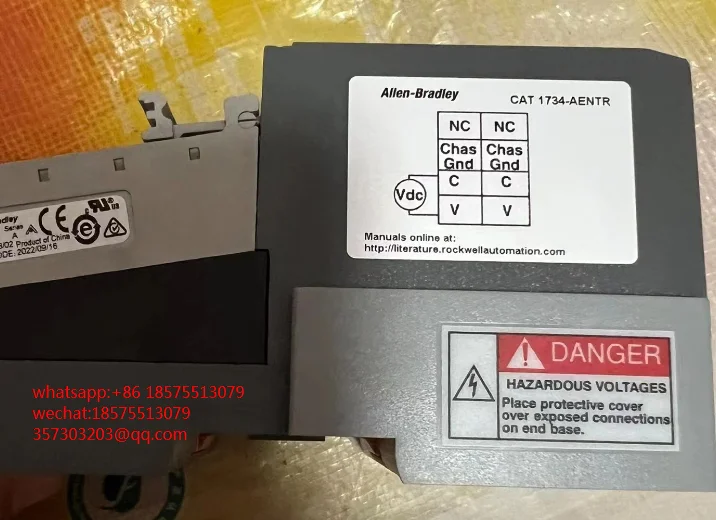 Allen-Bradley
CAT 1734-AENTR
NC NC
Chas Chas
Gnd Gnd
C C
Vdc
V V
Manuals online at:
http://literature.rockwellautomation.com
DANGER
HAZARDOUS VOLTAGES
Place protective cover
over exposed connections
on end base.
Series
A
CE
Product of China
2022/09/16
whatsapp:+86 18575513079
wechat:18575513079
357303203@qq.com